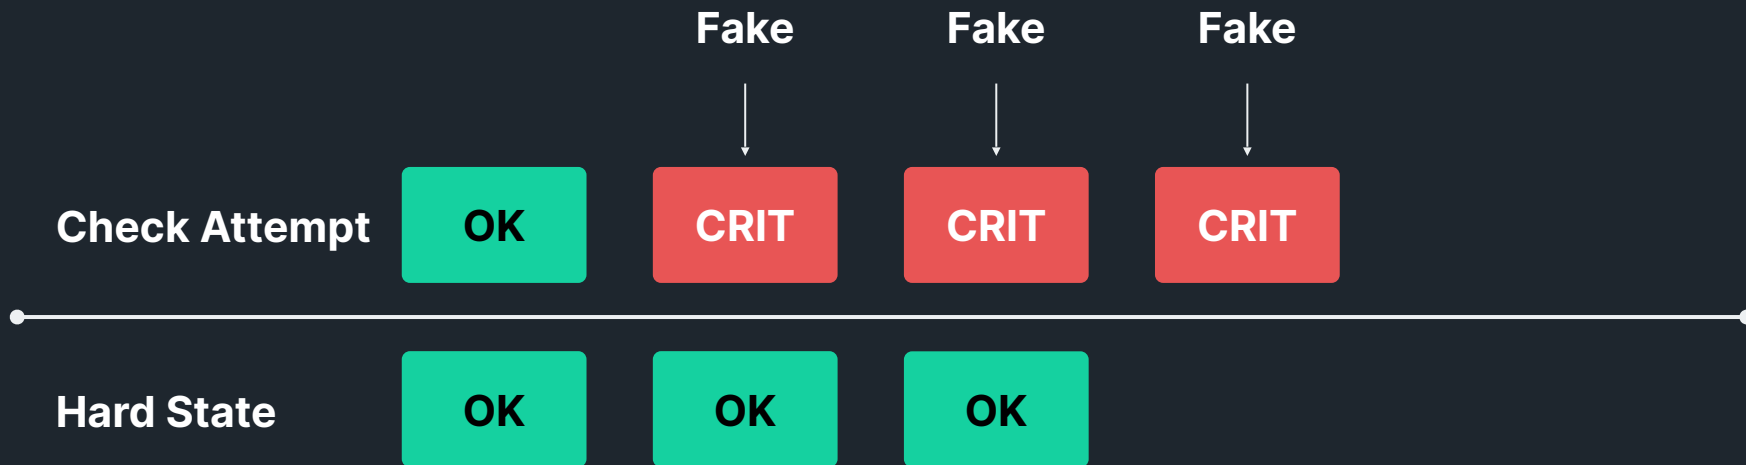 Fake Fake Fake
Check Attempt OK CRIT CRIT CRIT
Hard State OK OK OK